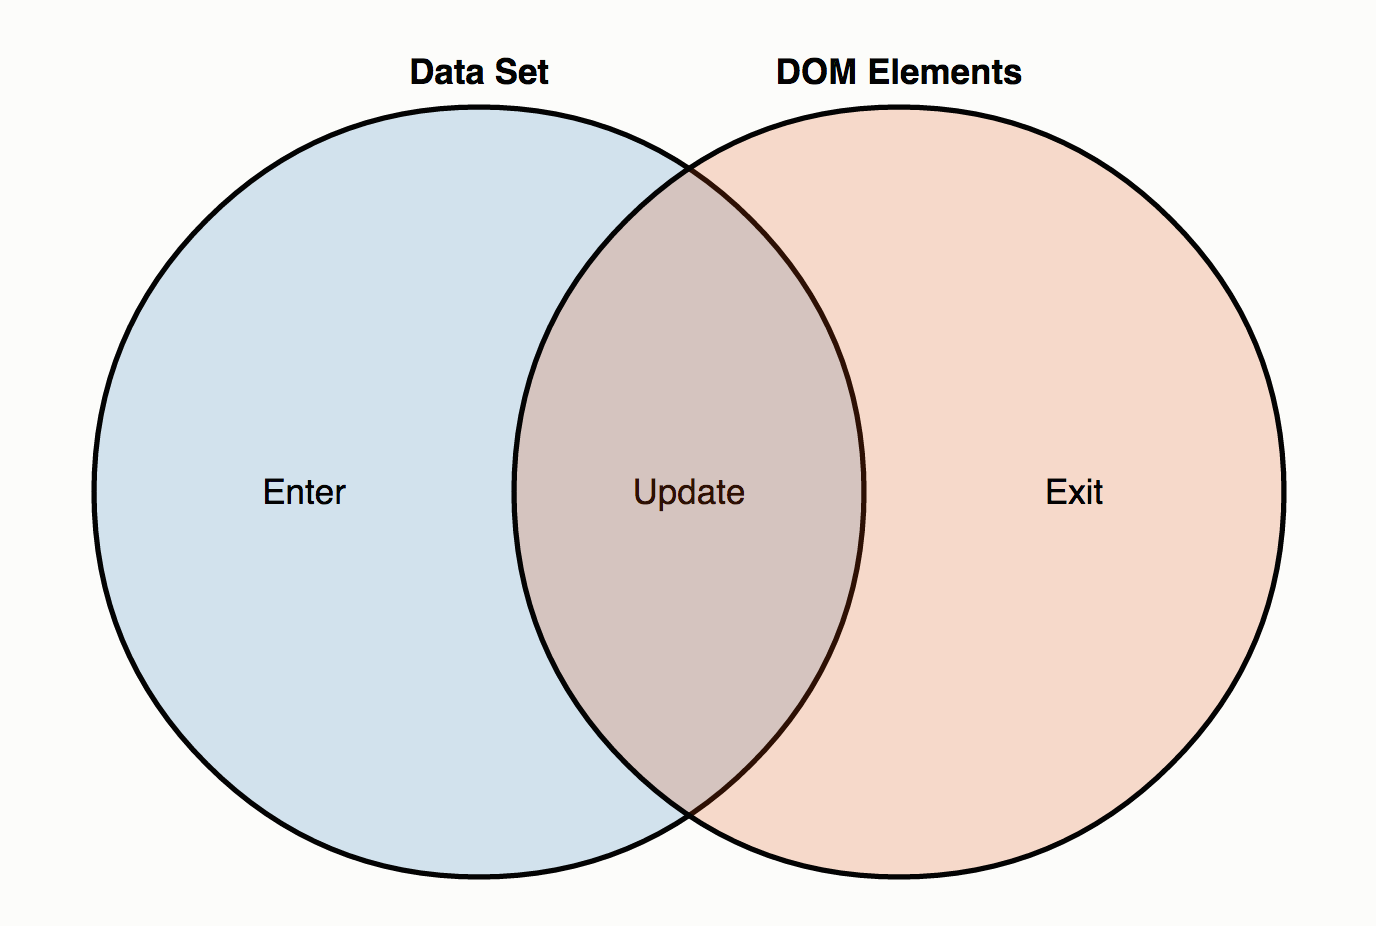 Data Set
DOM Elements
Enter
Update
Exit